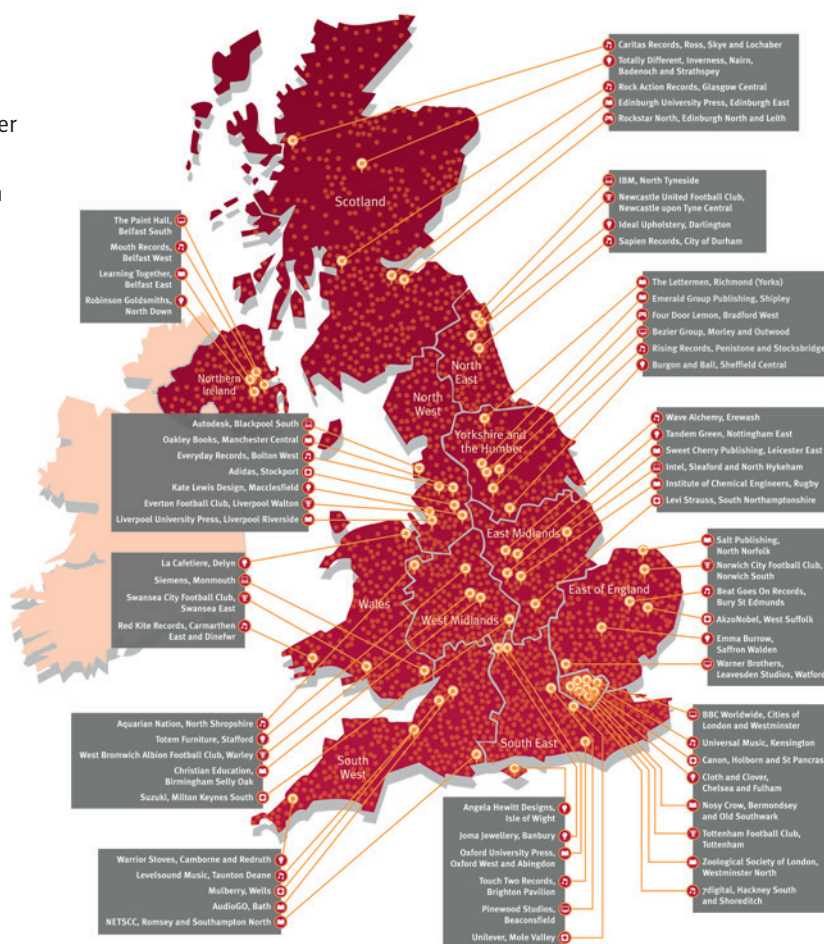 er
n
Caritas Records, Ross, Skye and Lochaber
Totally Different, Inverness, Nairn,
Badenoch and Strathspey
Rock Action Records, Glasgow Central
Edinburgh University Press, Edinburgh East
Rockstar North, Edinburgh North and Leith
Scotland
IBM, North Tyneside
Newcastle United Football Club,
Newcastle upon Tyne Central
Ideal Upholstery, Darlington
Sapien Records, City of Durham
The Paint Hall,
Belfast South
Mouth Records,
Belfast West
Learning Together,
Belfast East
Robinson Goldsmiths,
North Down
The Lettermen, Richmond (Yorks)
Emerald Group Publishing, Shipley
Four Door Lemon, Bradford West
Bezier Group, Morley and Outwood
Rising Records, Penistone and Stocksbridge
Burgon and Ball, Sheffield Central
Northern
Ireland
North
East
North
West
Yorkshire and
the Humber
Autodesk, Blackpool South
Oakley Books, Manchester Central
Everyday Records, Bolton West
Adidas, Stockport
Kate Lewis Design, Macclesfield
Everton Football Club, Liverpool Walton
Liverpool University Press, Liverpool Riverside
Wave Alchemy, Erewash
Tandem Green, Nottingham East
Sweet Cherry Publishing, Leicester East
Intel, Sleaford and North Hykeham
Institute of Chemical Engineers, Rugby
Levi Strauss, South Northamptonshire
East Midlands
La Cafetiere, Delyn
Siemens, Monmouth
Swansea City Football Club,
Swansea East
Red Kite Records, Carmarthen
East and Dinefwr
Wales
West Midlands
East of England
Salt Publishing,
North Norfolk
Norwich City Football Club,
Norwich South
Beat Goes On Records,
Bury St Edmunds
AkzoNobel, West Suffolk
Emma Burrow,
Saffron Walden
Warner Brothers,
Leavesden Studios, Watford
Aquarian Nation, North Shropshire
Totem Furniture, Stafford
West Bromwich Albion Football Club, Warley
Christian Education,
Birmingham Selly Oak
Suzuki, Milton Keynes South
South
West
South East
BBC Worldwide, Cities of
London and Westminster
Universal Music, Kensington
Canon, Holborn and St Pancras
Cloth and Clover,
Chelsea and Fulham
Nosy Crow, Bermondsey
and Old Southwark
Tottenham Football Club,
Tottenham
Zoological Society of London,
Westminster North
7digital, Hackney South
and Shoreditch
Angela Hewitt Designs,
Isle of Wight
Joma Jewellery, Banbury
Oxford University Press,
Oxford West and Abingdon
Touch Two Records,
Brighton Pavilion
Pinewood Studios,
Beaconsfield
Unilever, Mole Valley
Warrior Stoves, Camborne and Redruth
Levelsound Music, Taunton Deane
Mulberry, Wells
AudioGO, Bath
NETSCC, Romsey and Southampton North